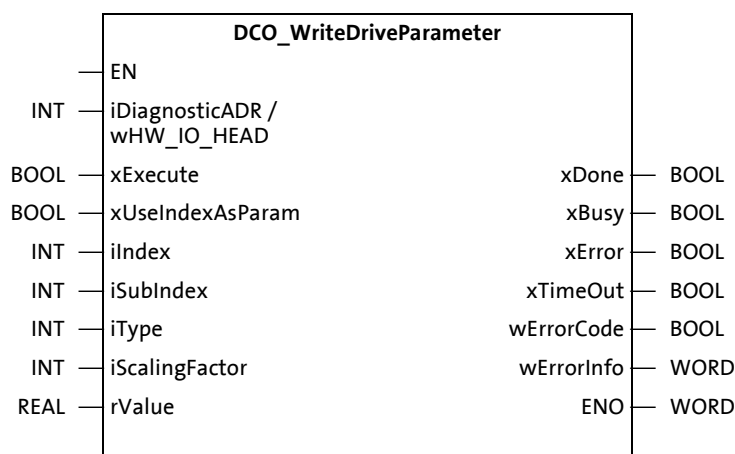 DCO_WriteDriveParameter
EN
INT iDiagnosticADR /
wHW_IO_HEAD
BOOL xExecute xDone BOOL
BOOL xUseIndexAsParam xBusy BOOL
INT iIndex xError BOOL
INT iSubIndex xTimeOut BOOL
INT iType wErrorCode BOOL
INT iScalingFactor wErrorInfo WORD
REAL rValue ENO WORD